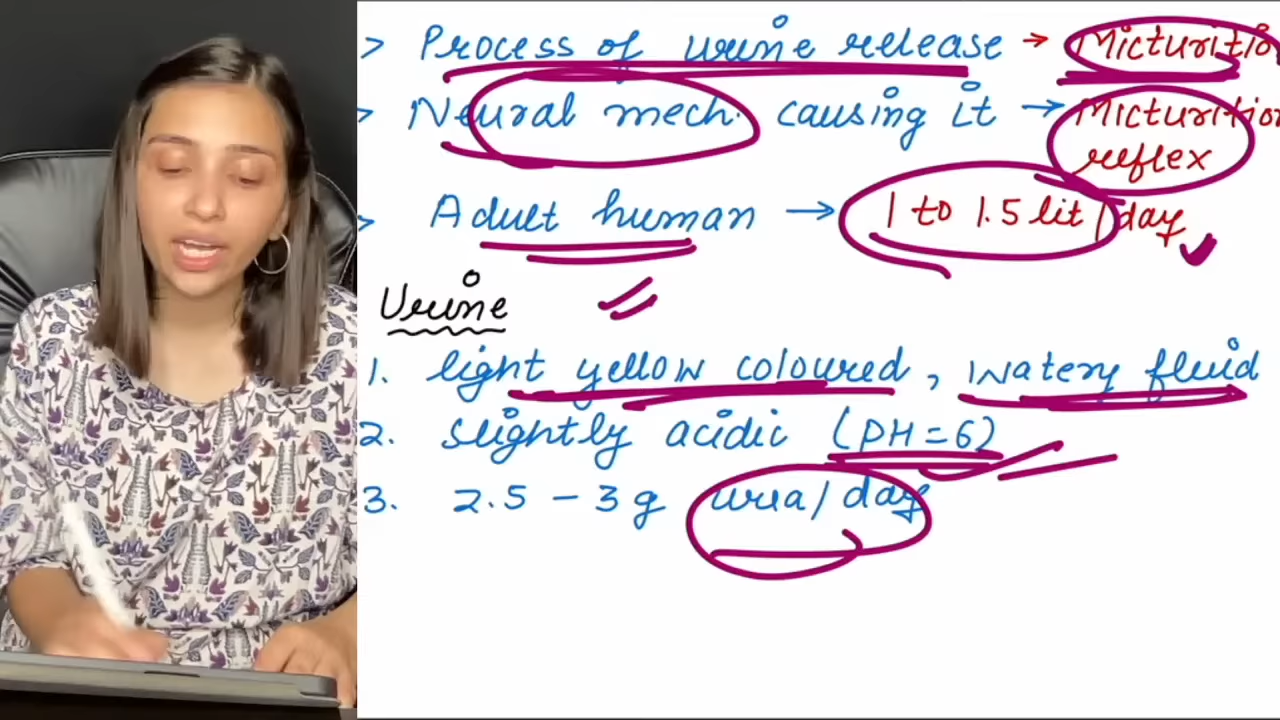 > Process of urine release → Micturitio
> Neural mech. causing it → Micturition
reflex
> Adult human → 1 to 1.5 lit / day
Urine
1. light yellow coloured, watery fluid
2. slightly acidic (pH = 6)
3. 2.5 - 3 g urea / day